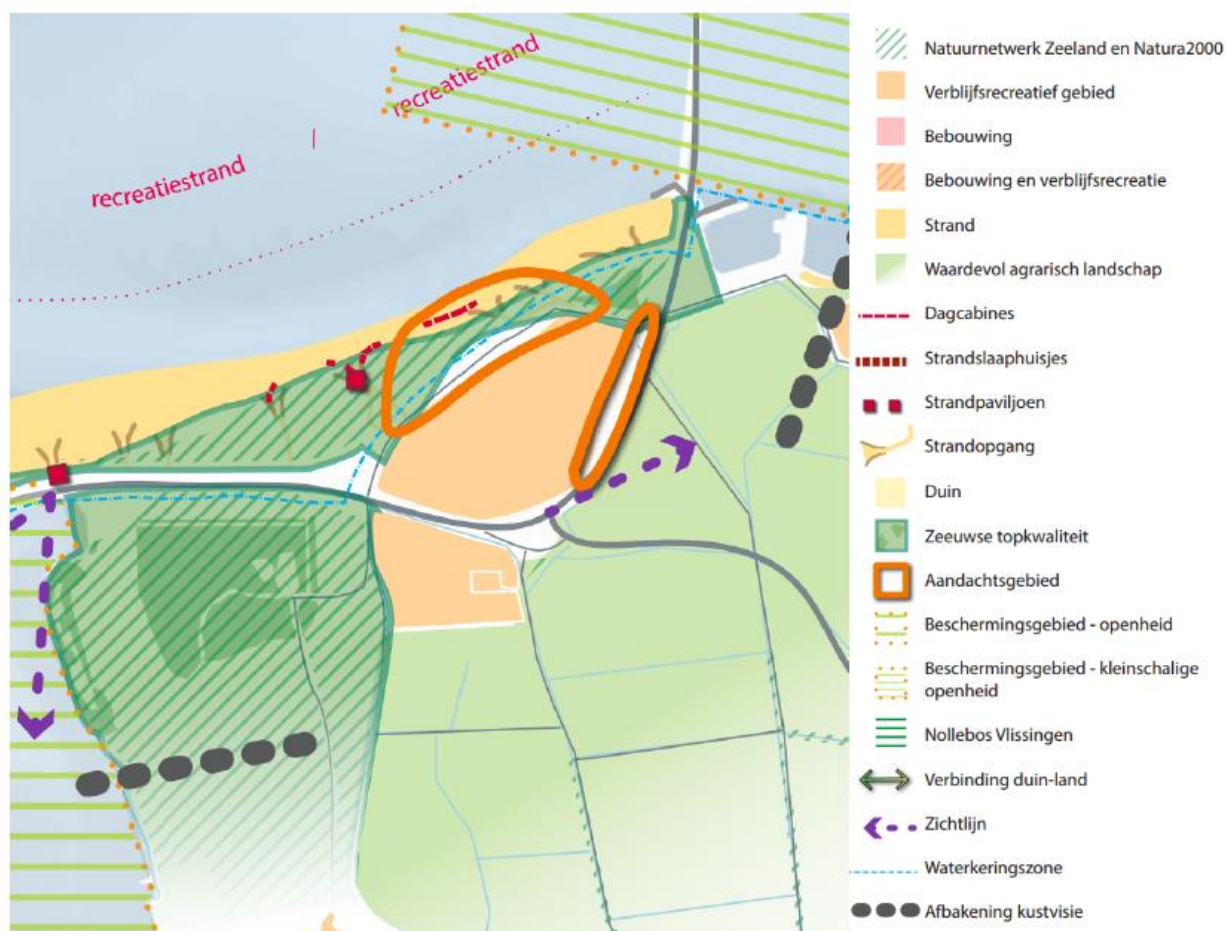 recreatiestrand
recreatiestrand
Natuurnetwerk Zeeland en Natura2000
Verblijfsrecreatief gebied
Bebouwing
Bebouwing en verblijfsrecreatie
Strand
Waardevol agrarisch landschap
Dagcabines
Strandslaaphuisjes
Strandpaviljoen
Strandopgang
Duin
Zeeuwse topkwaliteit
Aandachtsgebied
Beschermingsgebied - openheid
Beschermingsgebied - kleinschalige
openheid
Nollebos Vlissingen
Verbinding duin-land
Zichtlijn
Waterkeringszone
Afbakening kustvisie